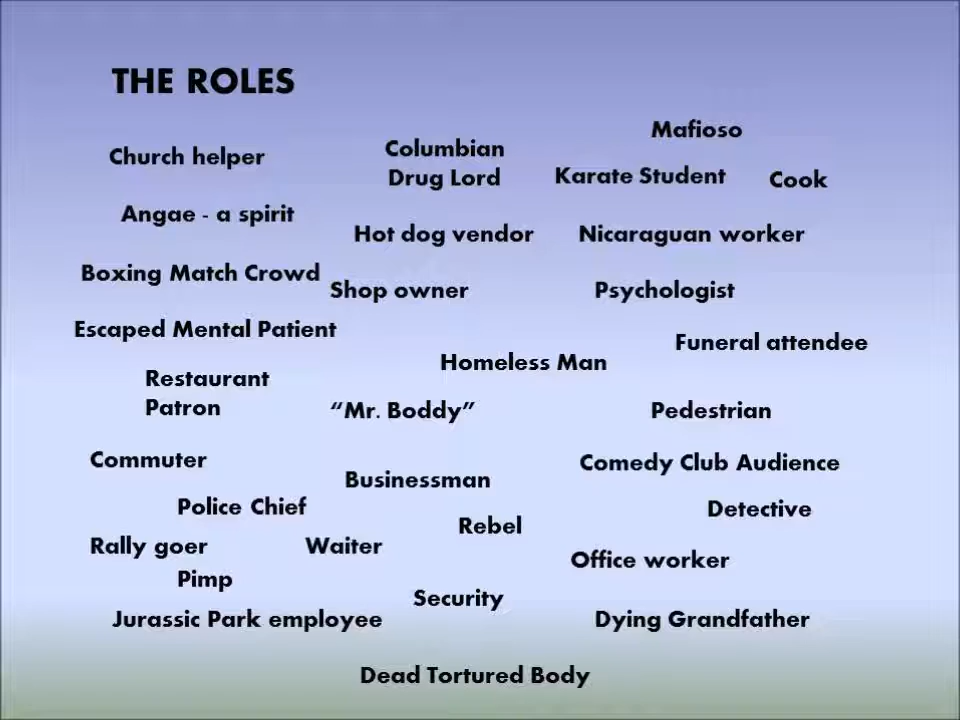 THE ROLES
Mafioso
Church helper
Columbian
Drug Lord
Karate Student
Cook
Angae - a spirit
Hot dog vendor
Nicaraguan worker
Boxing Match Crowd
Shop owner
Psychologist
Escaped Mental Patient
Funeral attendee
Homeless Man
Restaurant
Patron
“Mr. Boddy”
Pedestrian
Commuter
Comedy Club Audience
Businessman
Police Chief
Detective
Rebel
Rally goer
Waiter
Office worker
Pimp
Security
Jurassic Park employee
Dying Grandfather
Dead Tortured Body